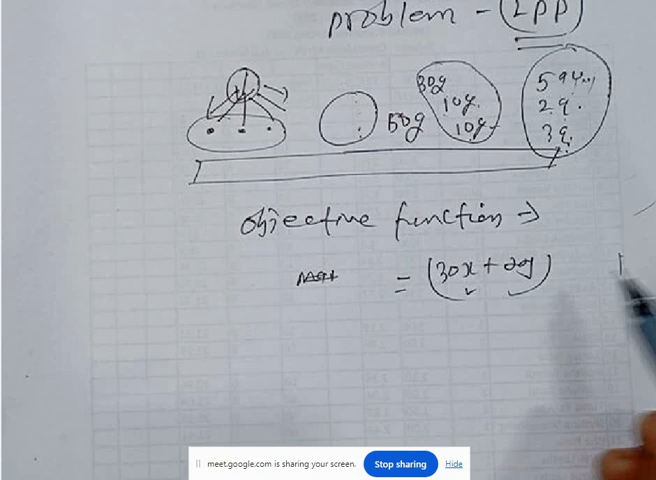 problem - (LPP)
30g
10g.
10g
50g
5 qty
2 q.
3 q.
objective function →
= (30x + 20y)
meet.google.com is sharing your screen. Stop sharing Hide